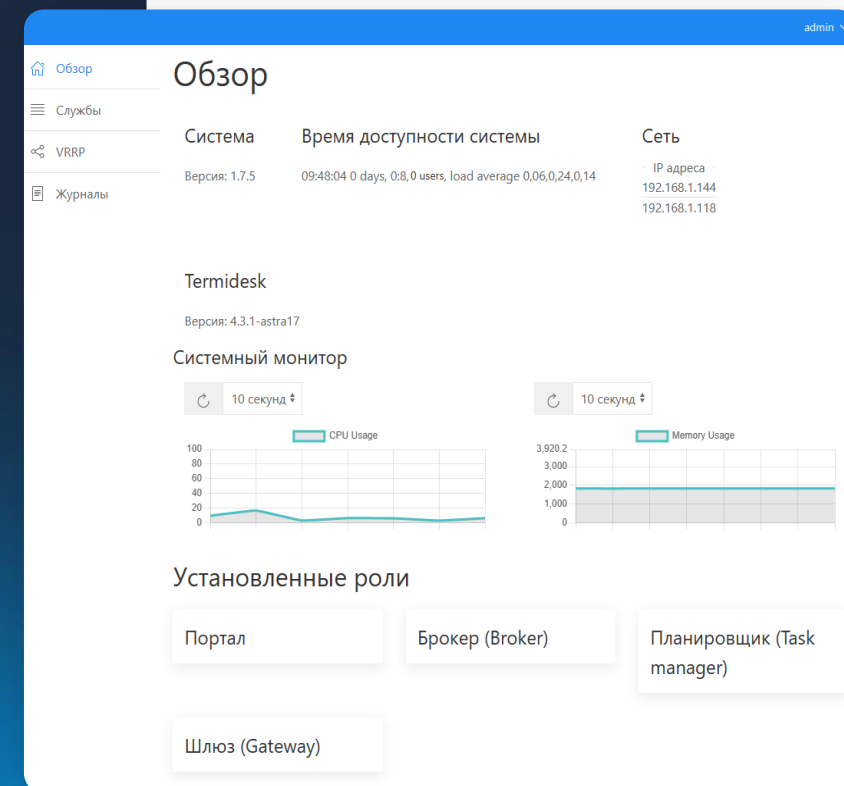 admin
Обзор
Службы
VRRP
Журналы
Обзор
Система
Версия: 1.7.5
Время доступности системы
09:48:04 0 days, 0:8, 0 users, load average 0,06,0,24,0,14
Сеть
IP адреса
192.168.1.144
192.168.1.118
Termidesk
Версия: 4.3.1-astra17
Системный монитор
10 секунд
CPU Usage
100
80
60
40
20
0
10 секунд
Memory Usage
3,920.2
3,000
2,000
1,000
0
Установленные роли
Портал
Брокер (Broker)
Планировщик (Task
manager)
Шлюз (Gateway)